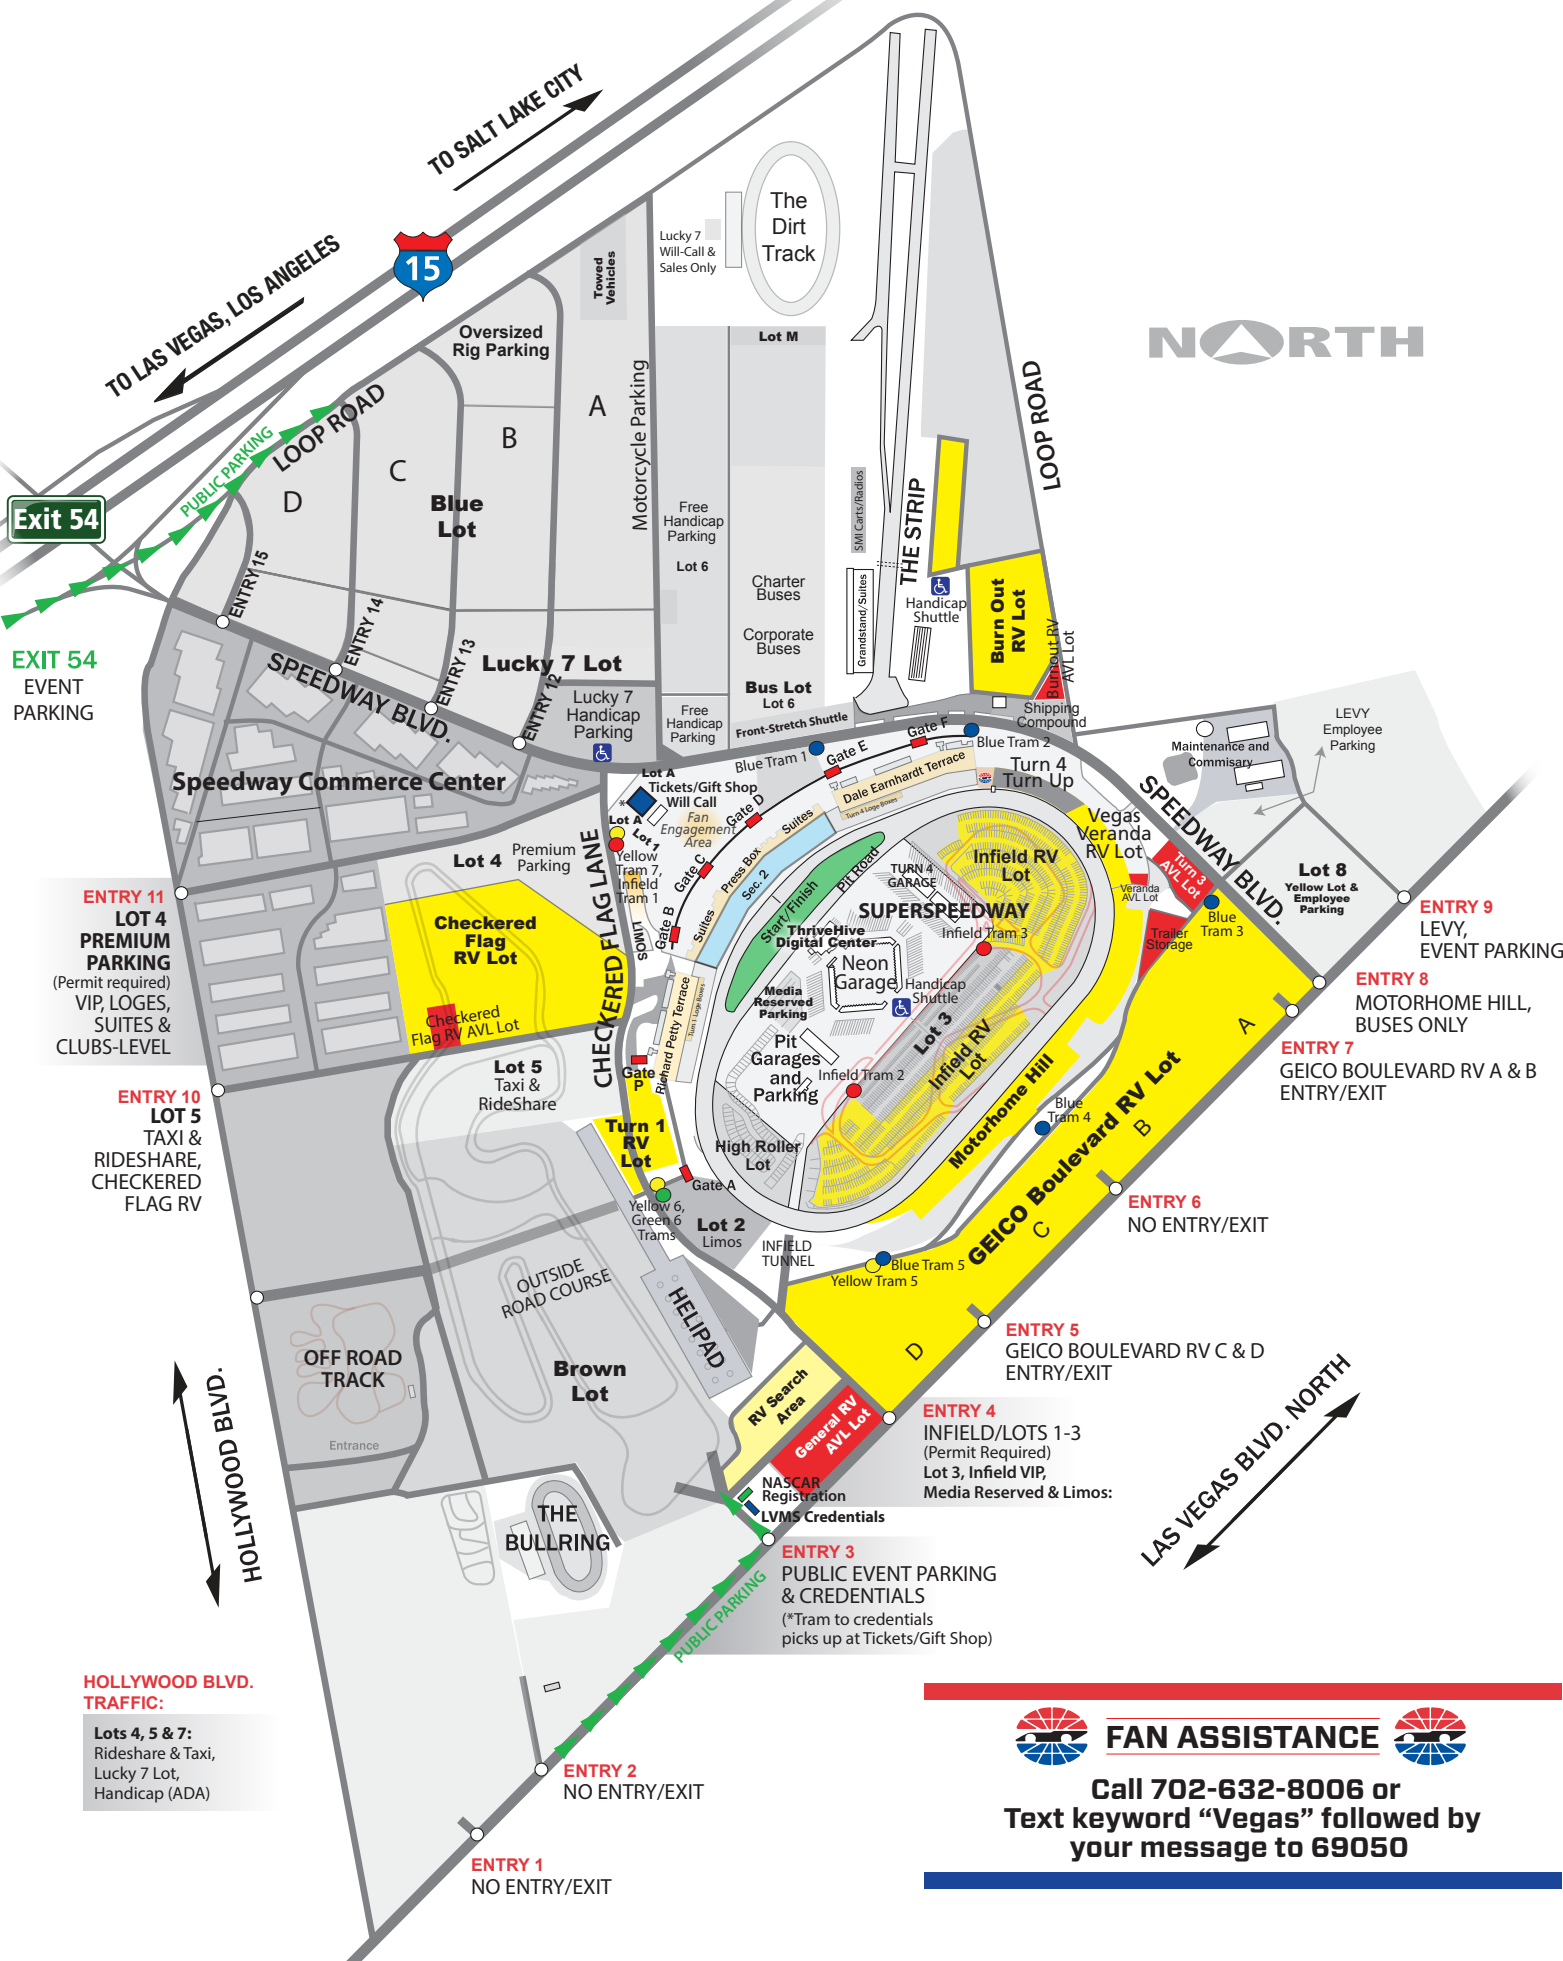 TO SALT LAKE CITY
15
TO LAS VEGAS, LOS ANGELES
NORTH
The
Dirt
Track
Lucky 7
Will-Call &
Sales Only
Towed
Vehicles
Oversized
Rig Parking
Lot M
LOOP ROAD
PUBLIC PARKING
A
B
C
D
Blue
Lot
Motorcycle Parking
LOOP ROAD
Exit 54
EXIT 54
EVENT
PARKING
Free
Handicap
Parking
Lot 6
SMI Carts/Radios
THE STRIP
Charter
Buses
Corporate
Buses
Grandstand/Suites
Handicap
Shuttle
Burn Out
RV Lot
Burnout RV
AVL Lot
ENTRY 15
ENTRY 14
ENTRY 13
ENTRY 12
Lucky 7 Lot
SPEEDWAY BLVD.
Lucky 7
Handicap
Parking
Free
Handicap
Parking
Bus Lot
Lot 6
Front-Stretch Shuttle
Shipping
Compound
LEVY
Employee
Parking
Maintenance and
Commisary
Speedway Commerce Center
Lot A
Tickets/Gift Shop
Will Call
*
Fan
Engagement
Area
Lot A
Lot 1
Blue Tram 1
Gate E
Gate F
Blue Tram 2
Gate D
Gate C
Gate B
Suites
Press Box
Suites
Sec. 2
Dale Earnhardt Terrace
Turn 4 Loge Boxes
Turn 4
Turn Up
SPEEDWAY BLVD.
Vegas
Veranda
RV Lot
Veranda
AVL Lot
Turn 3
AVL Lot
Trailer
Storage
Blue
Tram 3
Lot 8
Yellow Lot &
Employee
Parking
Lot 4
Premium
Parking
Yellow
Tram 7,
Infield
Tram 1
LIMOS
CHECKERED FLAG LANE
Checkered
Flag
RV Lot
Checkered
Flag RV AVL Lot
Pit Road
Start/Finish
TURN 4
GARAGE
Infield RV
Lot
SUPERSPEEDWAY
ThriveHive
Digital Center
Infield Tram 3
Neon
Garage
Handicap
Shuttle
Media
Reserved
Parking
Lot 3
Infield RV
Lot
Pit
Garages
and
Parking
Infield Tram 2
High Roller
Lot
Richard Petty Terrace
Turn 1 Loge Boxes
Gate
P
Turn 1
RV
Lot
Gate A
Yellow 6,
Green 6
Trams
Lot 2
Limos
INFIELD
TUNNEL
Motorhome Hill
Blue
Tram 4
Blue Tram 5
Yellow Tram 5
GEICO Boulevard RV Lot
A
B
C
D
ENTRY 11
LOT 4
PREMIUM
PARKING
(Permit required)
VIP, LOGES,
SUITES &
CLUBS-LEVEL
ENTRY 10
LOT 5
TAXI &
RIDESHARE,
CHECKERED
FLAG RV
Lot 5
Taxi &
RideShare
ENTRY 9
LEVY,
EVENT PARKING
ENTRY 8
MOTORHOME HILL,
BUSES ONLY
ENTRY 7
GEICO BOULEVARD RV A & B
ENTRY/EXIT
ENTRY 6
NO ENTRY/EXIT
ENTRY 5
GEICO BOULEVARD RV C & D
ENTRY/EXIT
OUTSIDE
ROAD COURSE
HELIPAD
OFF ROAD
TRACK
Entrance
Brown
Lot
RV Search
Area
General RV
AVL Lot
ENTRY 4
INFIELD/LOTS 1-3
(Permit Required)
Lot 3, Infield VIP,
Media Reserved & Limos:
NASCAR
Registration
LVMS Credentials
HOLLYWOOD BLVD.
THE
BULLRING
LAS VEGAS BLVD. NORTH
ENTRY 3
PUBLIC EVENT PARKING
& CREDENTIALS
(*Tram to credentials
picks up at Tickets/Gift Shop)
PUBLIC PARKING
HOLLYWOOD BLVD.
TRAFFIC:
Lots 4, 5 & 7:
Rideshare & Taxi,
Lucky 7 Lot,
Handicap (ADA)
ENTRY 2
NO ENTRY/EXIT
ENTRY 1
NO ENTRY/EXIT
FAN ASSISTANCE
Call 702-632-8006 or
Text keyword “Vegas” followed by
your message to 69050